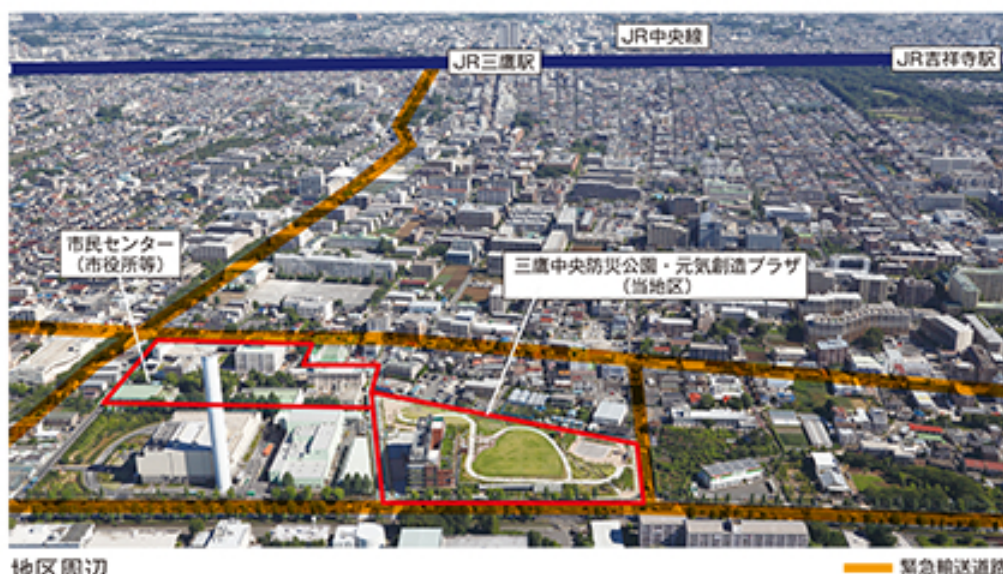 JR中央線
JR三鷹駅
JR吉祥寺駅
市民センター
(市役所等)
三鷹中央防災公園・元気創造プラザ
(当地区)
地区周辺
緊急輸送道路